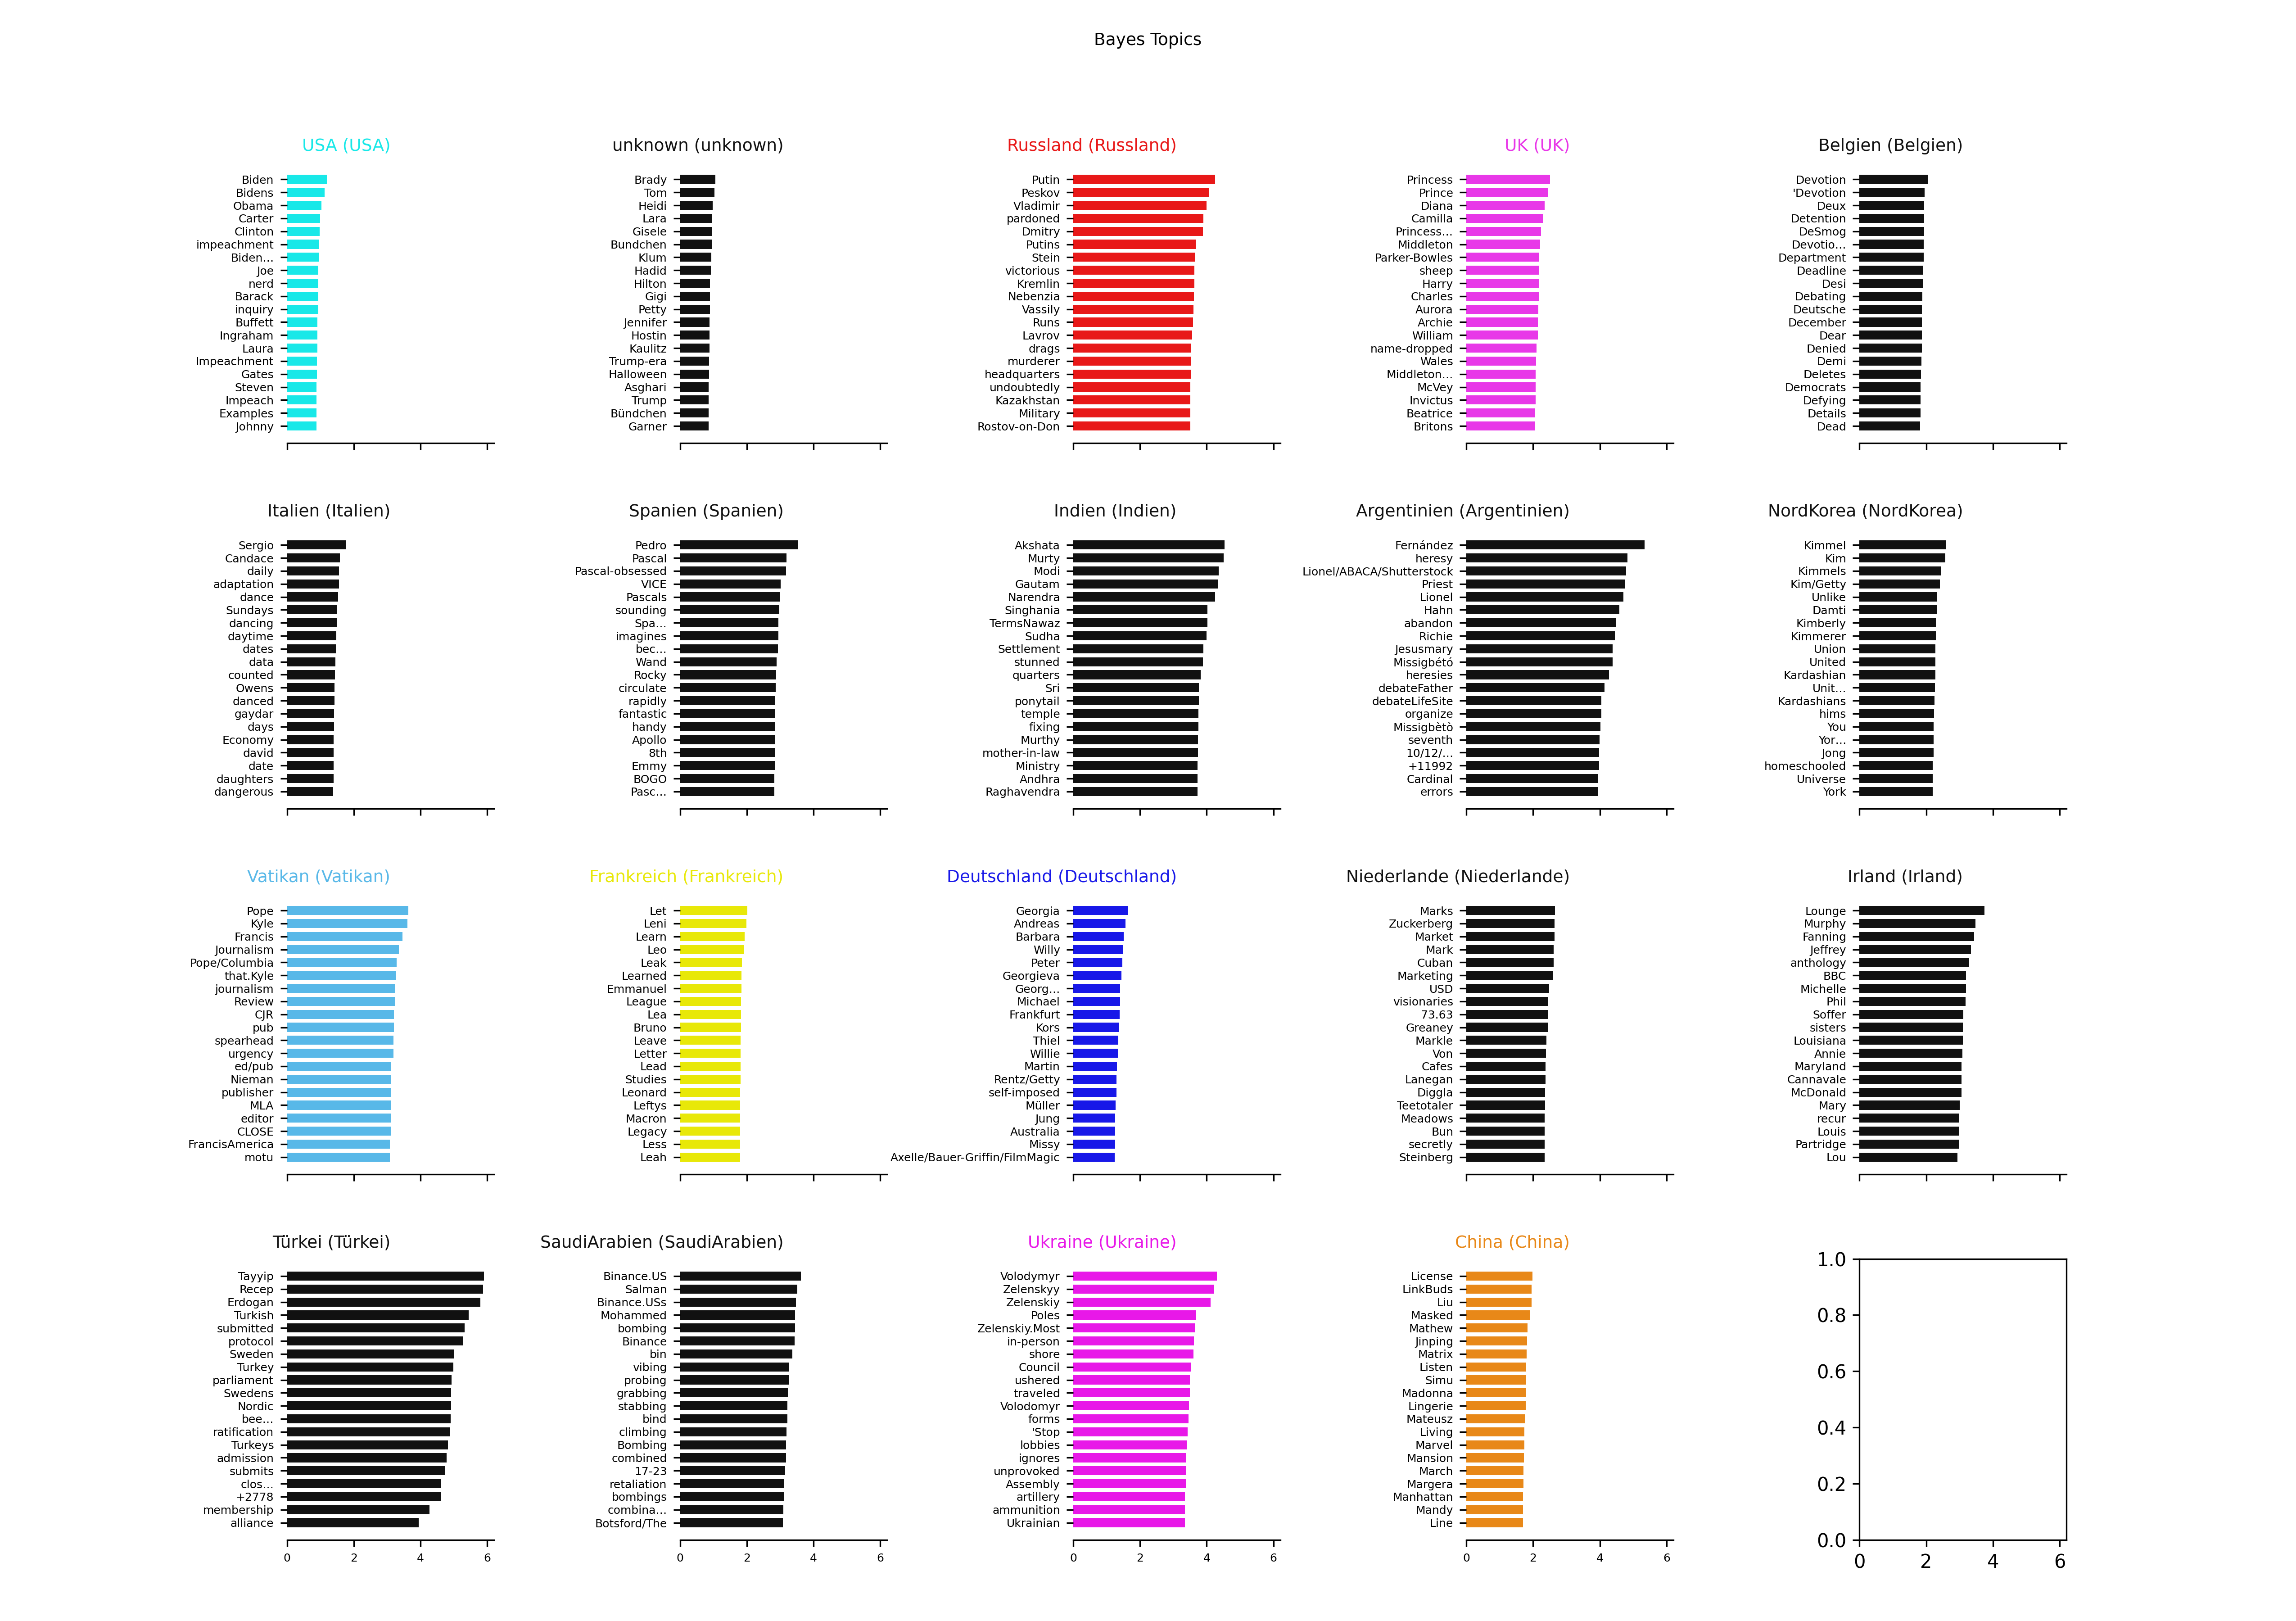 Bayes Topics
USA (USA)
Biden
Bidens
Obama
Carter
Clinton
impeachment
Biden…
Joe
nerd
Barack
inquiry
Buffett
Ingraham
Laura
Impeachment
Gates
Steven
Impeach
Examples
Johnny
unknown (unknown)
Brady
Tom
Heidi
Lara
Gisele
Bundchen
Klum
Hadid
Hilton
Gigi
Petty
Jennifer
Hostin
Kaulitz
Trump-era
Halloween
Asghari
Trump
Bündchen
Garner
Russland (Russland)
Putin
Peskov
Vladimir
pardoned
Dmitry
Putins
Stein
victorious
Kremlin
Nebenzia
Vassily
Runs
Lavrov
drags
murderer
headquarters
undoubtedly
Kazakhstan
Military
Rostov-on-Don
UK (UK)
Princess
Prince
Diana
Camilla
Princess…
Middleton
Parker-Bowles
sheep
Harry
Charles
Aurora
Archie
William
name-dropped
Wales
Middleton…
McVey
Invictus
Beatrice
Britons
Belgien (Belgien)
Devotion
'Devotion
Deux
Detention
DeSmog
Devotio…
Department
Deadline
Desi
Debating
Deutsche
December
Dear
Denied
Demi
Deletes
Democrats
Defying
Details
Dead
Italien (Italien)
Sergio
Candace
daily
adaptation
dance
Sundays
dancing
daytime
dates
data
counted
Owens
danced
gaydar
days
Economy
david
date
daughters
dangerous
Spanien (Spanien)
Pedro
Pascal
Pascal-obsessed
VICE
Pascals
sounding
Spa…
imagines
bec…
Wand
Rocky
circulate
rapidly
fantastic
handy
Apollo
8th
Emmy
BOGO
Pasc…
Indien (Indien)
Akshata
Murty
Modi
Gautam
Narendra
Singhania
TermsNawaz
Sudha
Settlement
stunned
quarters
Sri
ponytail
temple
fixing
Murthy
mother-in-law
Ministry
Andhra
Raghavendra
Argentinien (Argentinien)
Fernández
heresy
Lionel/ABACA/Shutterstock
Priest
Lionel
Hahn
abandon
Richie
Jesusmary
Missigbétó
heresies
debateFather
debateLifeSite
organize
Missigbètò
seventh
10/12/…
+11992
Cardinal
errors
NordKorea (NordKorea)
Kimmel
Kim
Kimmels
Kim/Getty
Unlike
Damti
Kimberly
Kimmerer
Union
United
Kardashian
Unit…
Kardashians
hims
You
Yor…
Jong
homeschooled
Universe
York
Vatikan (Vatikan)
Pope
Kyle
Francis
Journalism
Pope/Columbia
that.Kyle
journalism
Review
CJR
pub
spearhead
urgency
ed/pub
Nieman
publisher
MLA
editor
CLOSE
FrancisAmerica
motu
Frankreich (Frankreich)
Let
Leni
Learn
Leo
Leak
Learned
Emmanuel
League
Lea
Bruno
Leave
Letter
Lead
Studies
Leonard
Leftys
Macron
Legacy
Less
Leah
Deutschland (Deutschland)
Georgia
Andreas
Barbara
Willy
Peter
Georgieva
Georg…
Michael
Frankfurt
Kors
Thiel
Willie
Martin
Rentz/Getty
self-imposed
Müller
Jung
Australia
Missy
Axelle/Bauer-Griffin/FilmMagic
Niederlande (Niederlande)
Marks
Zuckerberg
Market
Mark
Cuban
Marketing
USD
visionaries
73.63
Greaney
Markle
Von
Cafes
Lanegan
Diggla
Teetotaler
Meadows
Bun
secretly
Steinberg
Irland (Irland)
Lounge
Murphy
Fanning
Jeffrey
anthology
BBC
Michelle
Phil
Soffer
sisters
Louisiana
Annie
Maryland
Cannavale
McDonald
Mary
recur
Louis
Partridge
Lou
Türkei (Türkei)
Tayyip
Recep
Erdogan
Turkish
submitted
protocol
Sweden
Turkey
parliament
Swedens
Nordic
bee…
ratification
Turkeys
admission
submits
clos…
+2778
membership
alliance
0 2 4 6
SaudiArabien (SaudiArabien)
Binance.US
Salman
Binance.USs
Mohammed
bombing
Binance
bin
vibing
probing
grabbing
stabbing
bind
climbing
Bombing
combined
17-23
retaliation
bombings
combina…
Botsford/The
0 2 4 6
Ukraine (Ukraine)
Volodymyr
Zelenskyy
Zelenskiy
Poles
Zelenskiy.Most
in-person
shore
Council
ushered
traveled
Volodomyr
forms
'Stop
lobbies
ignores
unprovoked
Assembly
artillery
ammunition
Ukrainian
0 2 4 6
China (China)
License
LinkBuds
Liu
Masked
Mathew
Jinping
Matrix
Listen
Simu
Madonna
Lingerie
Mateusz
Living
Marvel
Mansion
March
Margera
Manhattan
Mandy
Line
0 2 4 6
1.0
0.8
0.6
0.4
0.2
0.0
0 2 4 6